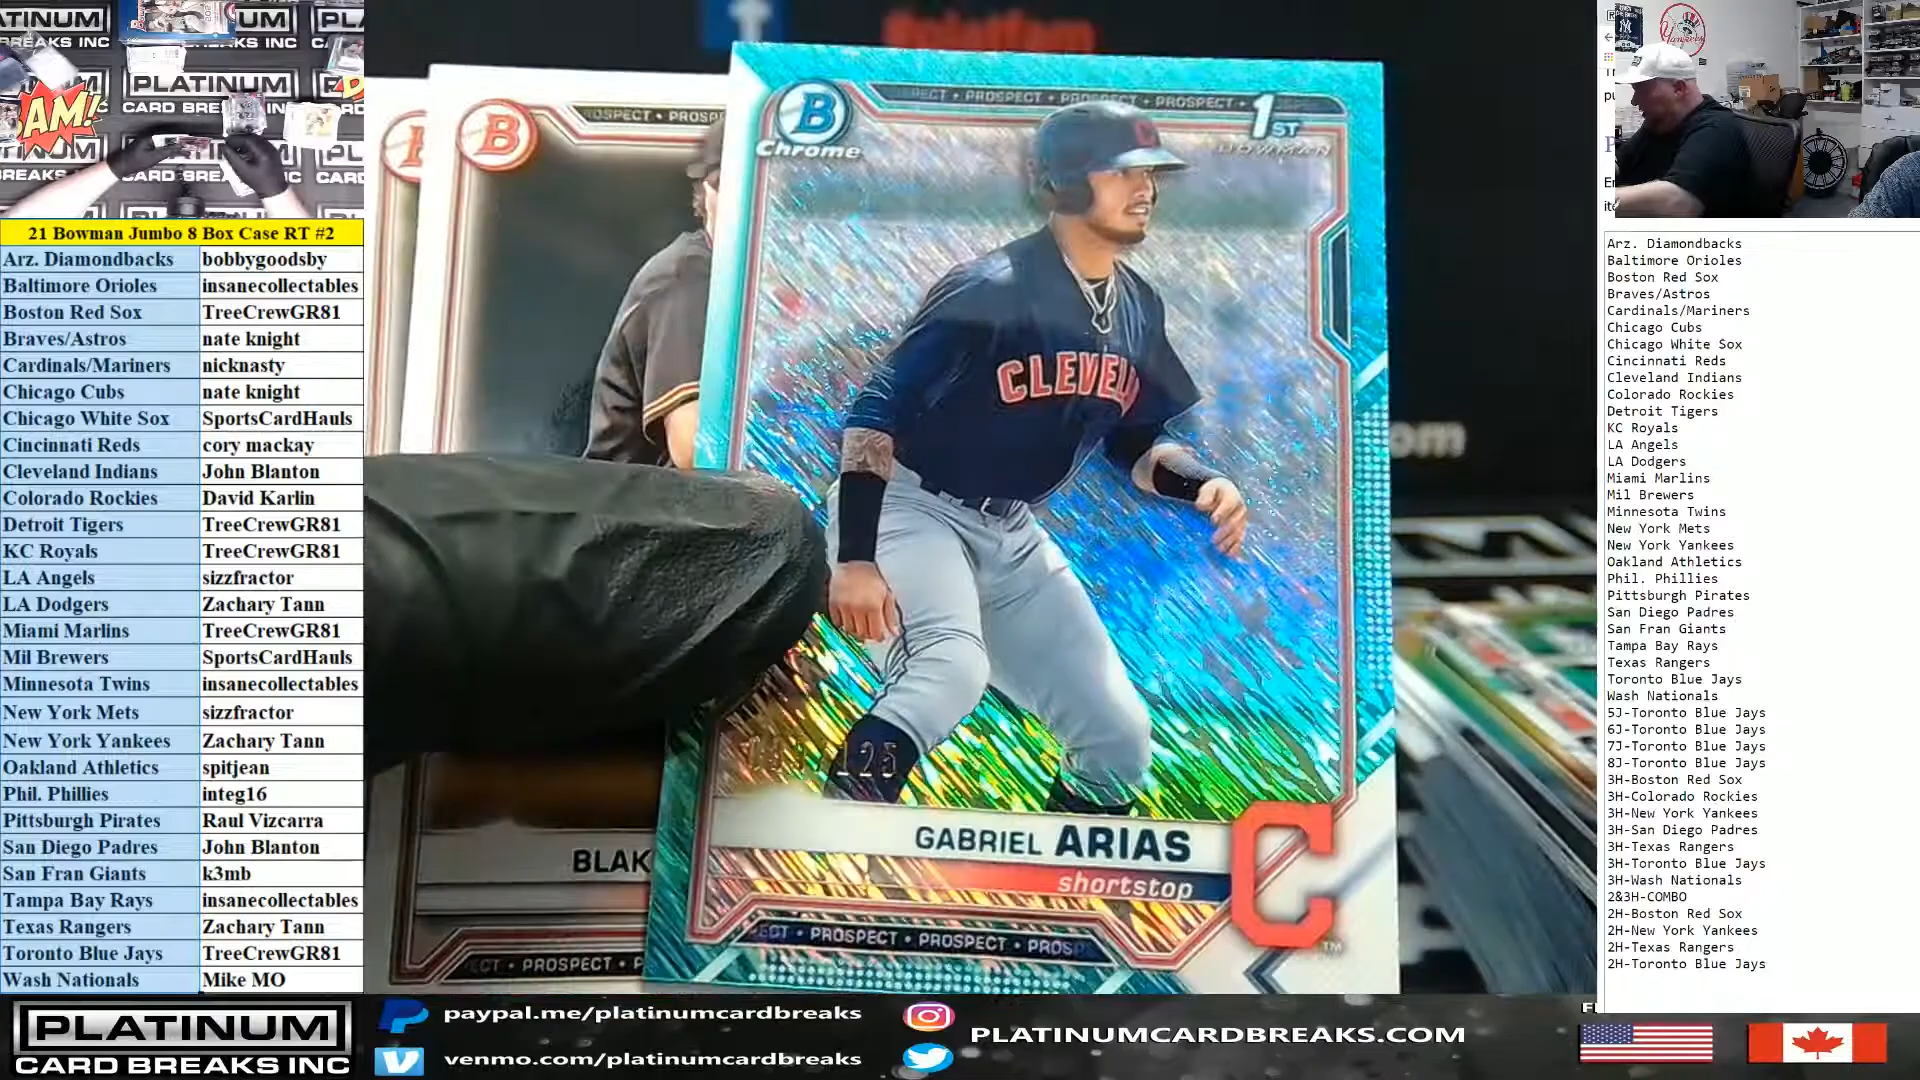 PLATINUM
CARD BREAKS INC
AM!
21 Bowman Jumbo 8 Box Case RT #2
Arz. Diamondbacks bobbygoodsby
Baltimore Orioles insanecollectables
Boston Red Sox TreeCrewGR81
Braves/Astros nate knight
Cardinals/Mariners nicknasty
Chicago Cubs nate knight
Chicago White Sox SportsCardHauls
Cincinnati Reds cory mackay
Cleveland Indians John Blanton
Colorado Rockies David Karlin
Detroit Tigers TreeCrewGR81
KC Royals TreeCrewGR81
LA Angels sizzfractor
LA Dodgers Zachary Tann
Miami Marlins TreeCrewGR81
Mil Brewers SportsCardHauls
Minnesota Twins insanecollectables
New York Mets sizzfractor
New York Yankees Zachary Tann
Oakland Athletics spitjean
Phil. Phillies integ16
Pittsburgh Pirates Raul Vizcarra
San Diego Padres John Blanton
San Fran Giants k3mb
Tampa Bay Rays insanecollectables
Texas Rangers Zachary Tann
Toronto Blue Jays TreeCrewGR81
Wash Nationals Mike MO
B
PROSPECT • PROSPECT • PROSPECT • PROSPECT
B
Chrome
1ST
BOWMAN
CLEVEL
125
GABRIEL ARIAS
shortstop
C
TM
PROSPECT • PROSPECT • PROSP
BLAK
PROSPECT • P
Yankees
Arz. Diamondbacks
Baltimore Orioles
Boston Red Sox
Braves/Astros
Cardinals/Mariners
Chicago Cubs
Chicago White Sox
Cincinnati Reds
Cleveland Indians
Colorado Rockies
Detroit Tigers
KC Royals
LA Angels
LA Dodgers
Miami Marlins
Mil Brewers
Minnesota Twins
New York Mets
New York Yankees
Oakland Athletics
Phil. Phillies
Pittsburgh Pirates
San Diego Padres
San Fran Giants
Tampa Bay Rays
Texas Rangers
Toronto Blue Jays
Wash Nationals
5J-Toronto Blue Jays
6J-Toronto Blue Jays
7J-Toronto Blue Jays
8J-Toronto Blue Jays
3H-Boston Red Sox
3H-Colorado Rockies
3H-New York Yankees
3H-San Diego Padres
3H-Texas Rangers
3H-Toronto Blue Jays
3H-Wash Nationals
2&3H-COMBO
2H-Boston Red Sox
2H-New York Yankees
2H-Texas Rangers
2H-Toronto Blue Jays
PLATINUM
CARD BREAKS INC
paypal.me/platinumcardbreaks
venmo.com/platinumcardbreaks
PLATINUMCARDBREAKS.COM